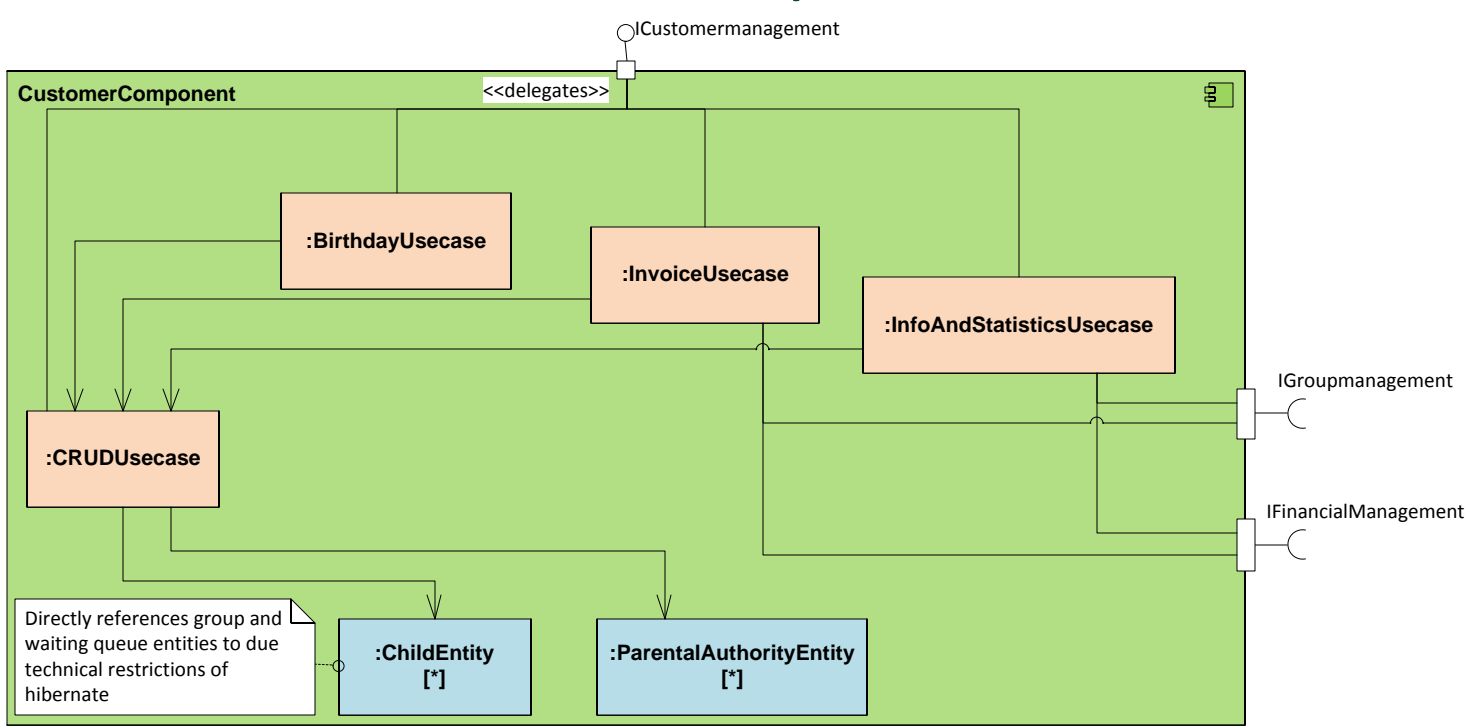 ICustomermanagement
CustomerComponent
<<delegates>>
:BirthdayUsecase
:InvoiceUsecase
:InfoAndStatisticsUsecase
IGroupmanagement
:CRUDUsecase
IFinancialManagement
Directly references group and
waiting queue entities to due
technical restrictions of
hibernate
:ChildEntity
[*]
:ParentalAuthorityEntity
[*]